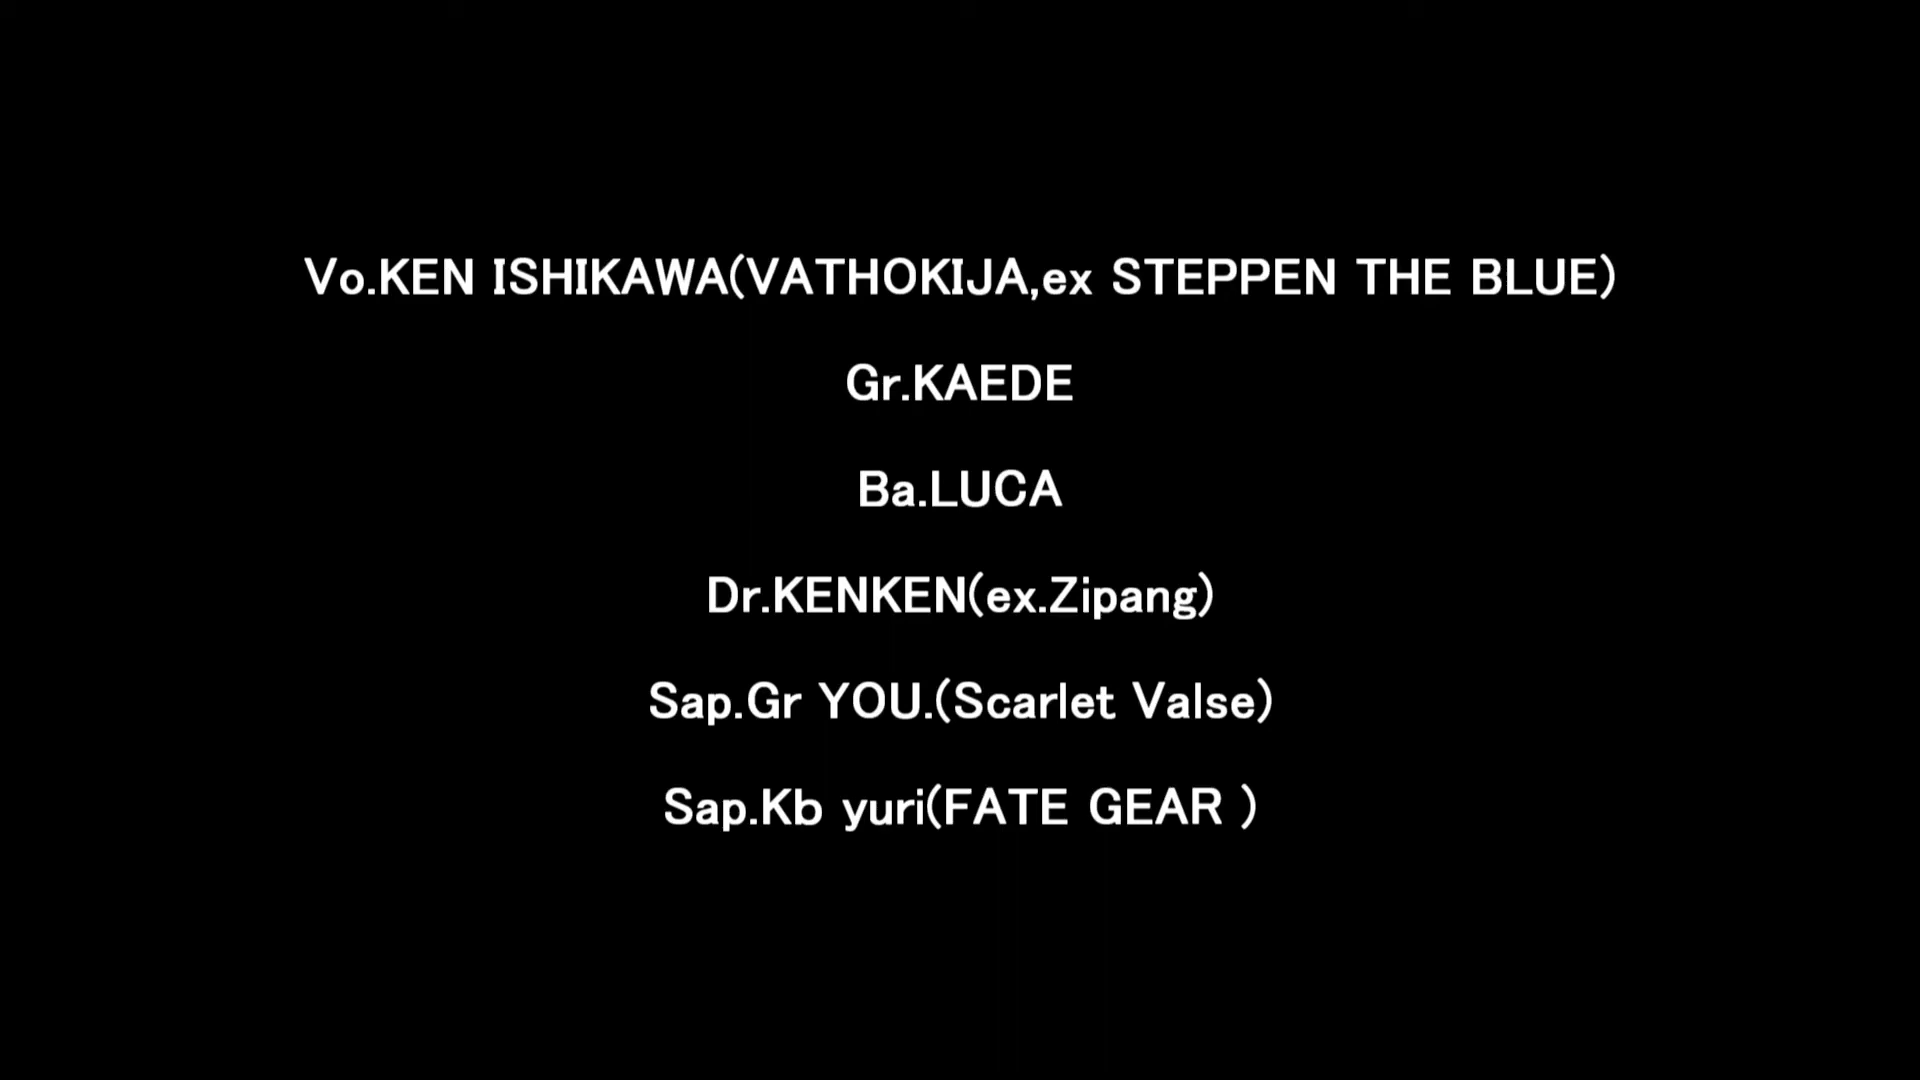 Vo.KEN ISHIKAWA(VATHOKIJA,ex STEPPEN THE BLUE)
Gr.KAEDE
Ba.LUCA
Dr.KENKEN(ex.Zipang)
Sap.Gr YOU.(Scarlet Valse)
Sap.Kb yuri(FATE GEAR )